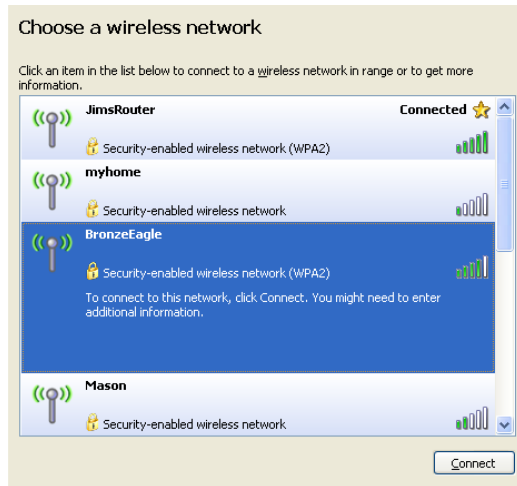 Choose a wireless network
Click an item in the list below to connect to a wireless network in range or to get more
information.
JimsRouter Connected
Security-enabled wireless network (WPA2)
myhome
Security-enabled wireless network
BronzeEagle
Security-enabled wireless network (WPA2)
To connect to this network, click Connect. You might need to enter
additional information.
Mason
Security-enabled wireless network
Connect